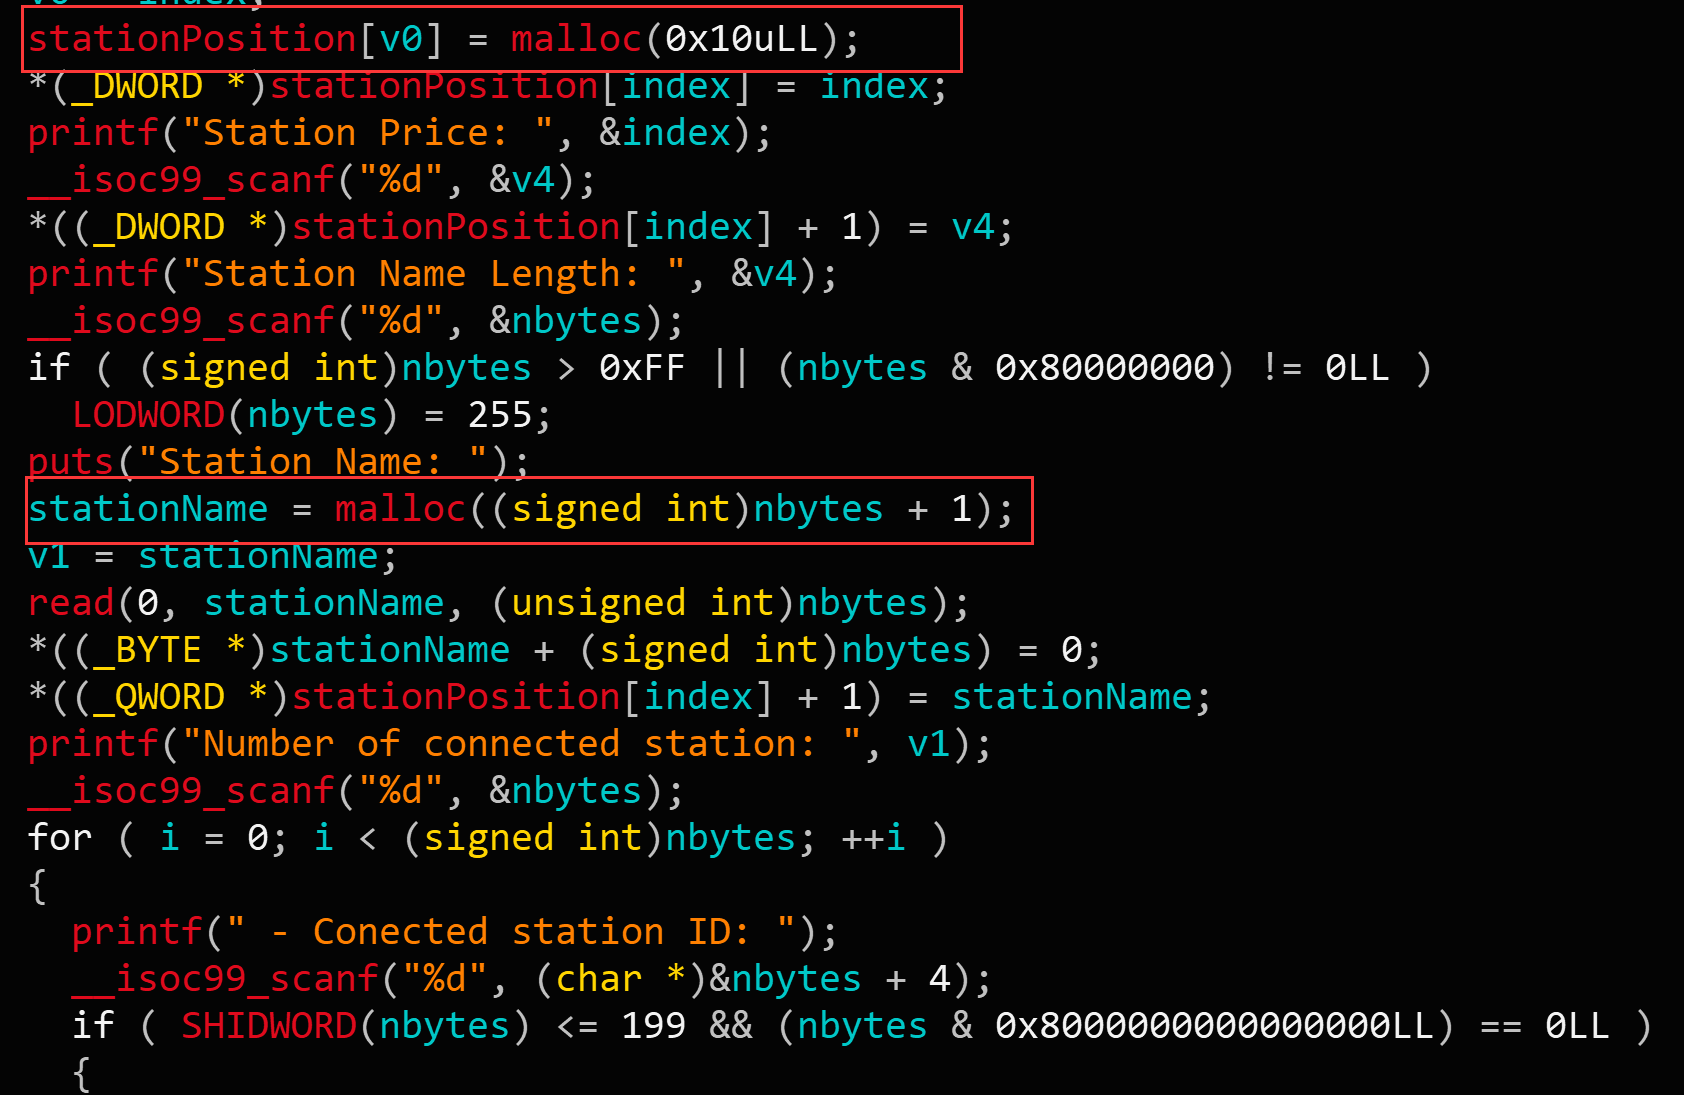 stationPosition[v0] = malloc(0x10uLL);
*(_DWORD *)stationPosition[index] = index;
printf("Station Price: ", &index);
__isoc99_scanf("%d", &v4);
*((_DWORD *)stationPosition[index] + 1) = v4;
printf("Station Name Length: ", &v4);
__isoc99_scanf("%d", &nbytes);
if ( (signed int)nbytes > 0xFF || (nbytes & 0x80000000) != 0LL )
LODWORD(nbytes) = 255;
puts("Station Name: ");
stationName = malloc((signed int)nbytes + 1);
v1 = stationName;
read(0, stationName, (unsigned int)nbytes);
*((_BYTE *)stationName + (signed int)nbytes) = 0;
*((_QWORD *)stationPosition[index] + 1) = stationName;
printf("Number of connected station: ", v1);
__isoc99_scanf("%d", &nbytes);
for ( i = 0; i < (signed int)nbytes; ++i )
{
printf(" - Conected station ID: ");
__isoc99_scanf("%d", (char *)&nbytes + 4);
if ( SHIDWORD(nbytes) <= 199 && (nbytes & 0x8000000000000000LL) == 0LL )
{